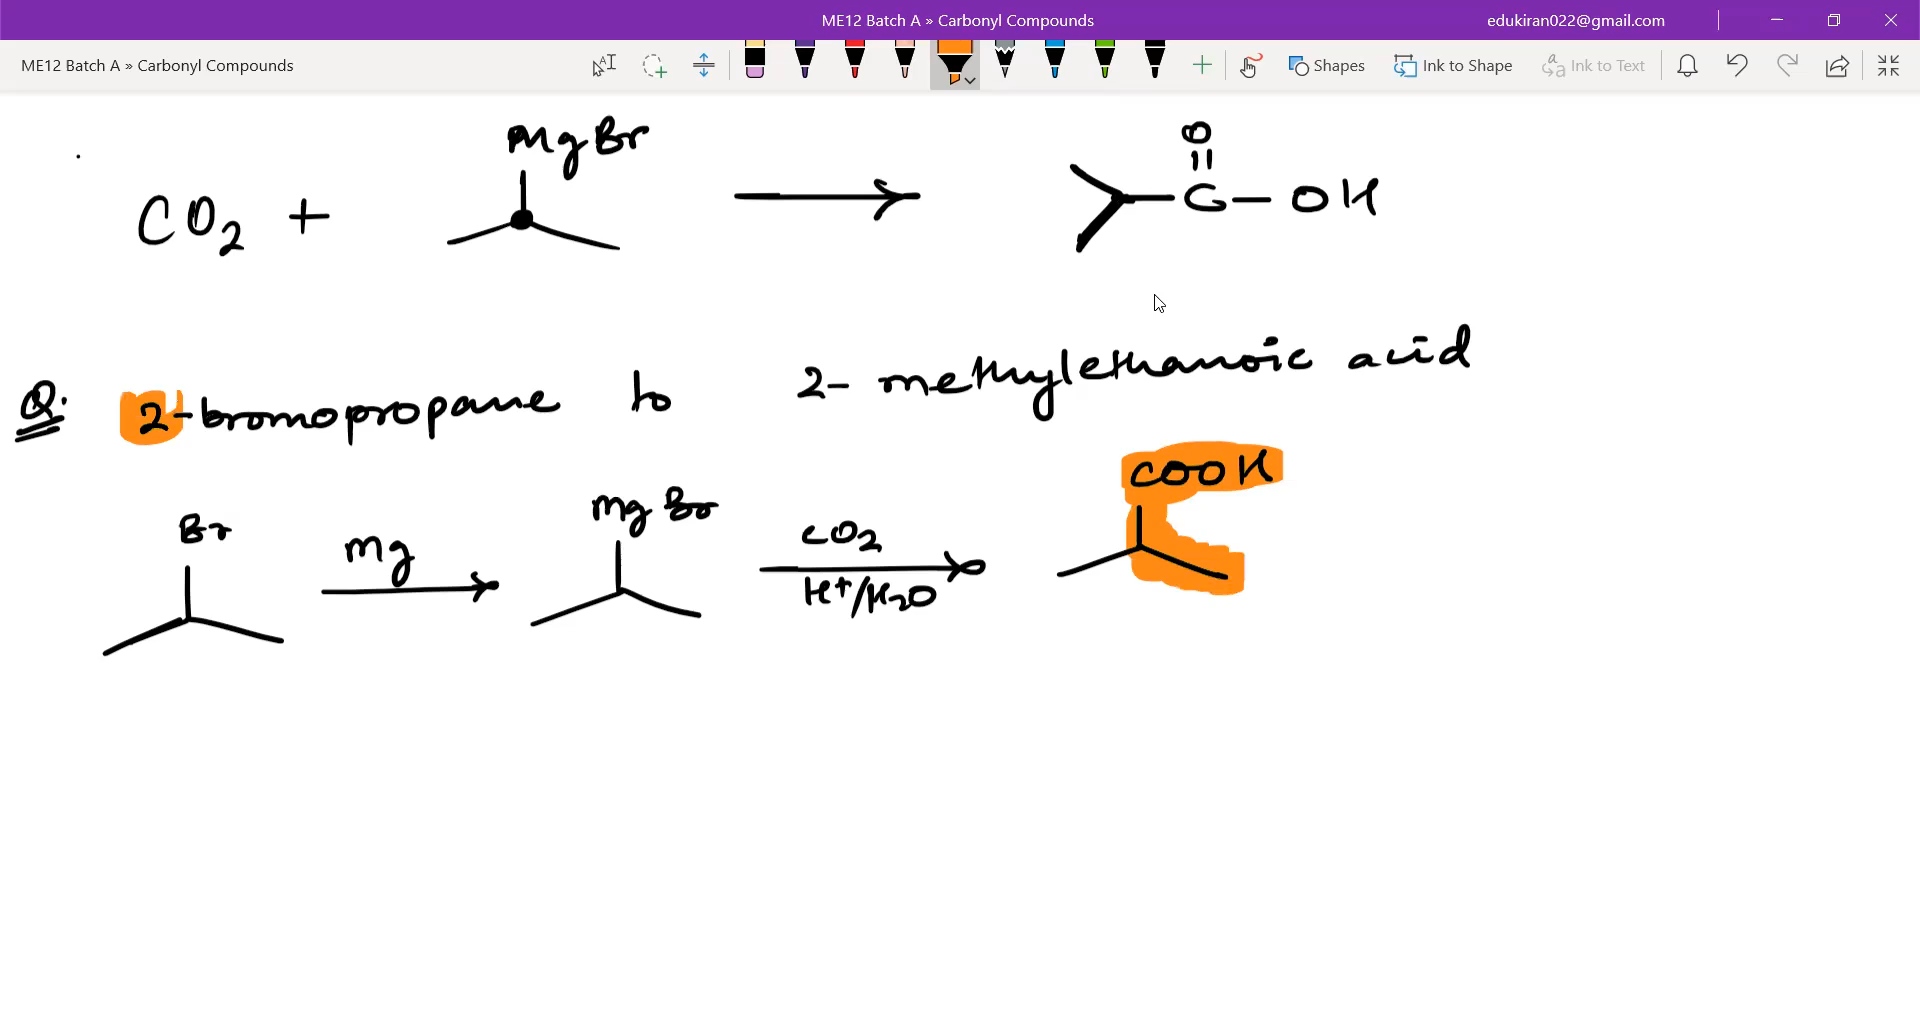 ME12 Batch A » Carbonyl Compounds
edukiran022@gmail.com
ME12 Batch A » Carbonyl Compounds
Shapes
Ink to Shape
Ink to Text
MgBr
O
CO2 +
C - OH
Q. 2-bromopropane to 2- methylethanoic acid
COOH
Br
Mg
MgBr
CO2
H+/H2O